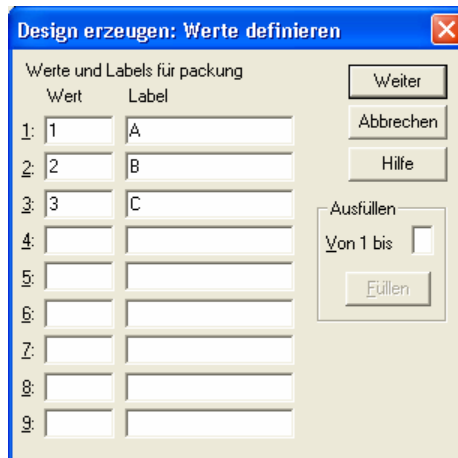 Design erzeugen: Werte definieren
Werte und Labels für packung
Wert Label
1: 1 A
2: 2 B
3: 3 C
4:
5:
6:
7:
8:
9:
Weiter
Abbrechen
Hilfe
Ausfüllen
Von 1 bis
Füllen